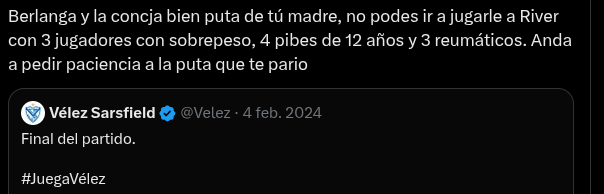 Berlanga y la concja bien puta de tú madre, no podes ir a jugarle a River
con 3 jugadores con sobrepeso, 4 pibes de 12 años y 3 reumáticos. Anda
a pedir paciencia a la puta que te pario
Vélez Sarsfield @Velez · 4 feb. 2024
Final del partido.
#JuegaVélez